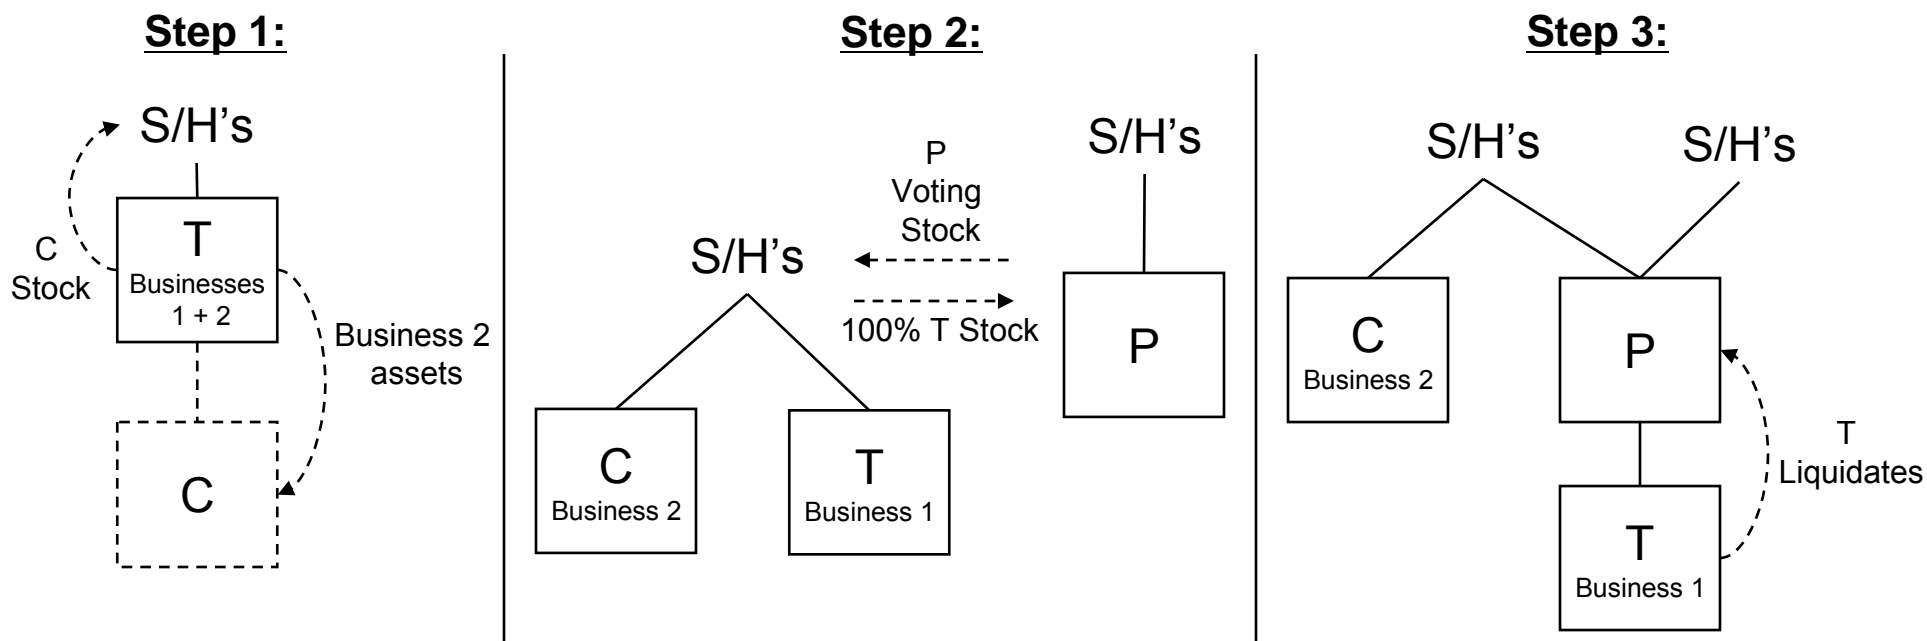 Step 1:
S/H's
C
Stock
T
Businesses
1 + 2
Business 2
assets
C
Step 2:
S/H's
P
Voting
Stock
100% T Stock
S/H's
P
C
Business 2
T
Business 1
Step 3:
S/H's
S/H's
C
Business 2
P
T
Liquidates
T
Business 1